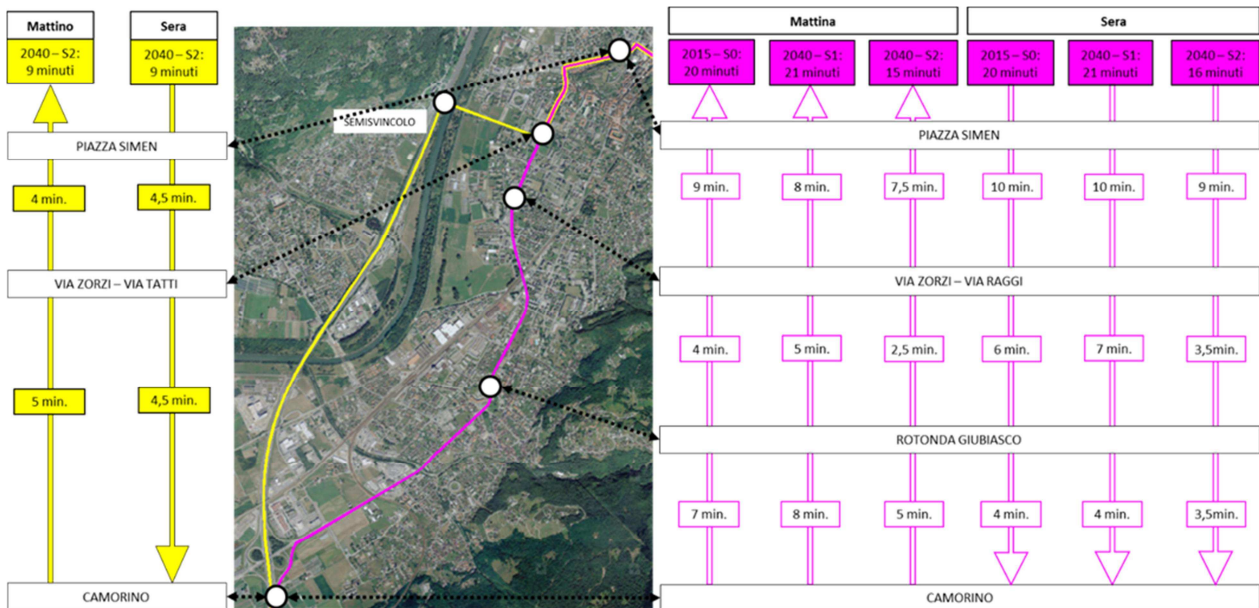 Mattino
Sera
2040 – S2:
9 minuti
2040 – S2:
9 minuti
PIAZZA SIMEN
4 min.
4,5 min.
VIA ZORZI – VIA TATTI
5 min.
4,5 min.
CAMORINO
SEMISVINCOLO
Mattina
Sera
2015 – S0:
20 minuti
2040 – S1:
21 minuti
2040 – S2:
15 minuti
2015 – S0:
20 minuti
2040 – S1:
21 minuti
2040 – S2:
16 minuti
PIAZZA SIMEN
9 min.
8 min.
7,5 min.
10 min.
10 min.
9 min.
VIA ZORZI – VIA RAGGI
4 min.
5 min.
2,5 min.
6 min.
7 min.
3,5min.
ROTONDA GIUBIASCO
7 min.
8 min.
5 min.
4 min.
4 min.
3,5min.
CAMORINO